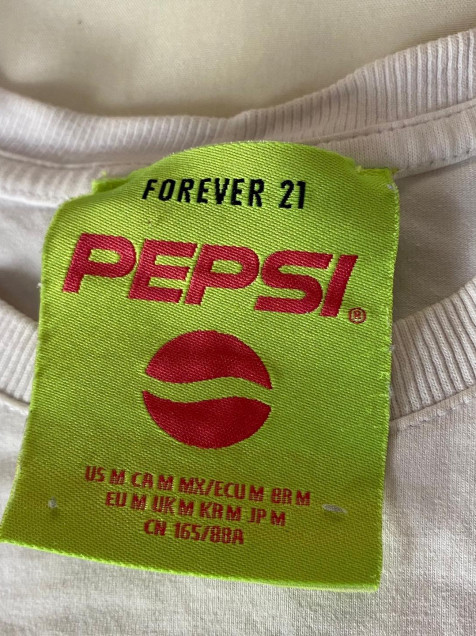 FOREVER 21
PEPSI®
US M CA M MX/ECU M BR M
EU M UK M KR M JP M
CN 165/88A